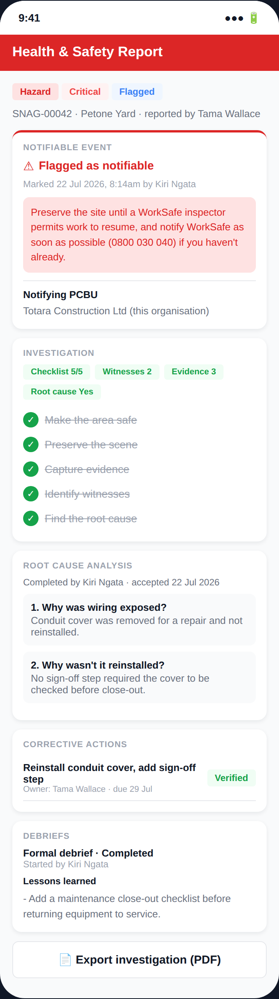 9:41
Health & Safety Report
Hazard Critical Flagged
SNAG-00042 · Petone Yard · reported by Tama Wallace
NOTIFIABLE EVENT
⚠ Flagged as notifiable
Marked 22 Jul 2026, 8:14am by Kiri Ngata
Preserve the site until a WorkSafe inspector
permits work to resume, and notify WorkSafe as
soon as possible (0800 030 040) if you haven't
already.
Notifying PCBU
Totara Construction Ltd (this organisation)
INVESTIGATION
Checklist 5/5 Witnesses 2 Evidence 3
Root cause Yes
✓ Make the area safe
✓ Preserve the scene
✓ Capture evidence
✓ Identify witnesses
✓ Find the root cause
ROOT CAUSE ANALYSIS
Completed by Kiri Ngata · accepted 22 Jul 2026
1. Why was wiring exposed?
Conduit cover was removed for a repair and not
reinstalled.
2. Why wasn't it reinstalled?
No sign-off step required the cover to be
checked before close-out.
CORRECTIVE ACTIONS
Reinstall conduit cover, add sign-off
step
Owner: Tama Wallace · due 29 Jul
Verified
DEBRIEFS
Formal debrief · Completed
Started by Kiri Ngata
Lessons learned
- Add a maintenance close-out checklist before
returning equipment to service.
Export investigation (PDF)